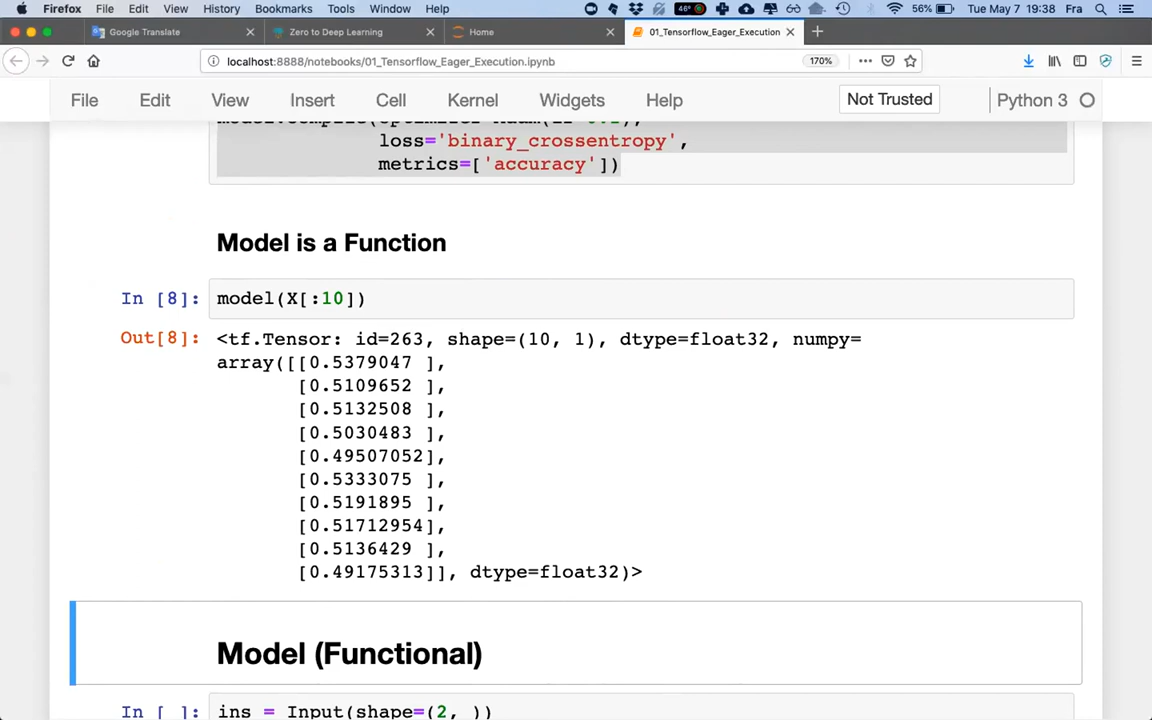 Firefox File Edit View History Bookmarks Tools Window Help 46° 56% Tue May 7 19:38 Fra
Google Translate Zero to Deep Learning Home 01_Tensorflow_Eager_Execution
localhost:8888/notebooks/01_Tensorflow_Eager_Execution.ipynb 170%
File Edit View Insert Cell Kernel Widgets Help Not Trusted Python 3
loss='binary_crossentropy',
metrics=['accuracy'])
Model is a Function
In [8]: model(X[:10])
Out[8]: <tf.Tensor: id=263, shape=(10, 1), dtype=float32, numpy=
array([[0.5379047 ],
[0.5109652 ],
[0.5132508 ],
[0.5030483 ],
[0.49507052],
[0.5333075 ],
[0.5191895 ],
[0.51712954],
[0.5136429 ],
[0.49175313]], dtype=float32)>
Model (Functional)
In [ ]: ins = Input(shape=(2, ))